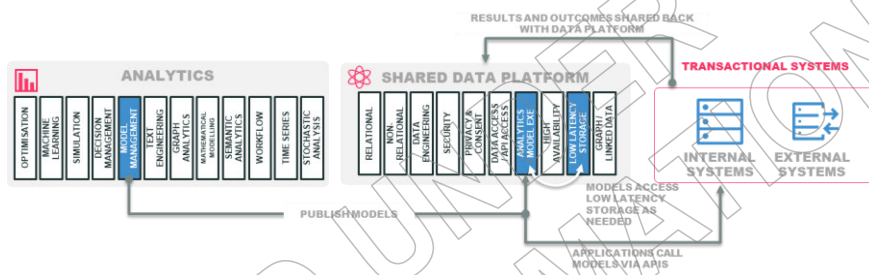 RESULTS AND OUTCOMES SHARED BACK
WITH DATA PLATFORM
ANALYTICS
OPTIMISATION
MACHINE
LEARNING
SIMULATION
DECISION
MANAGEMENT
MODEL
MANAGEMENT
TEXT
ENGINEERING
GRAPH
ANALYTICS
MATHEMATICAL
MODELLING
SEMANTIC
ANALYTICS
WORKFLOW
TIME SERIES
STOCHASTIC
ANALYSIS
SHARED DATA PLATFORM
RELATIONAL
NON-
RELATIONAL
DATA
ENGINEERING
SECURITY
PRIVACY &
CONSENT
DATA ACCESS
/ API ACCESS
ANALYTICS
MODEL EXE
HIGH
AVAILABILITY
LOW LATENCY
STORAGE
GRAPH /
LINKED DATA
TRANSACTIONAL SYSTEMS
INTERNAL
SYSTEMS
EXTERNAL
SYSTEMS
MODELS ACCESS
LOW LATENCY
STORAGE AS
NEEDED
PUBLISH MODELS
APPLICATIONS CALL
MODELS VIA APIS